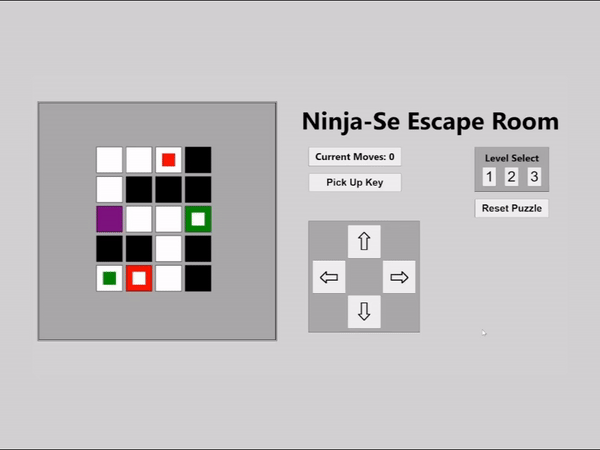 Ninja-Se Escape Room
Current Moves: 0
Pick Up Key
Level Select
1 2 3
Reset Puzzle